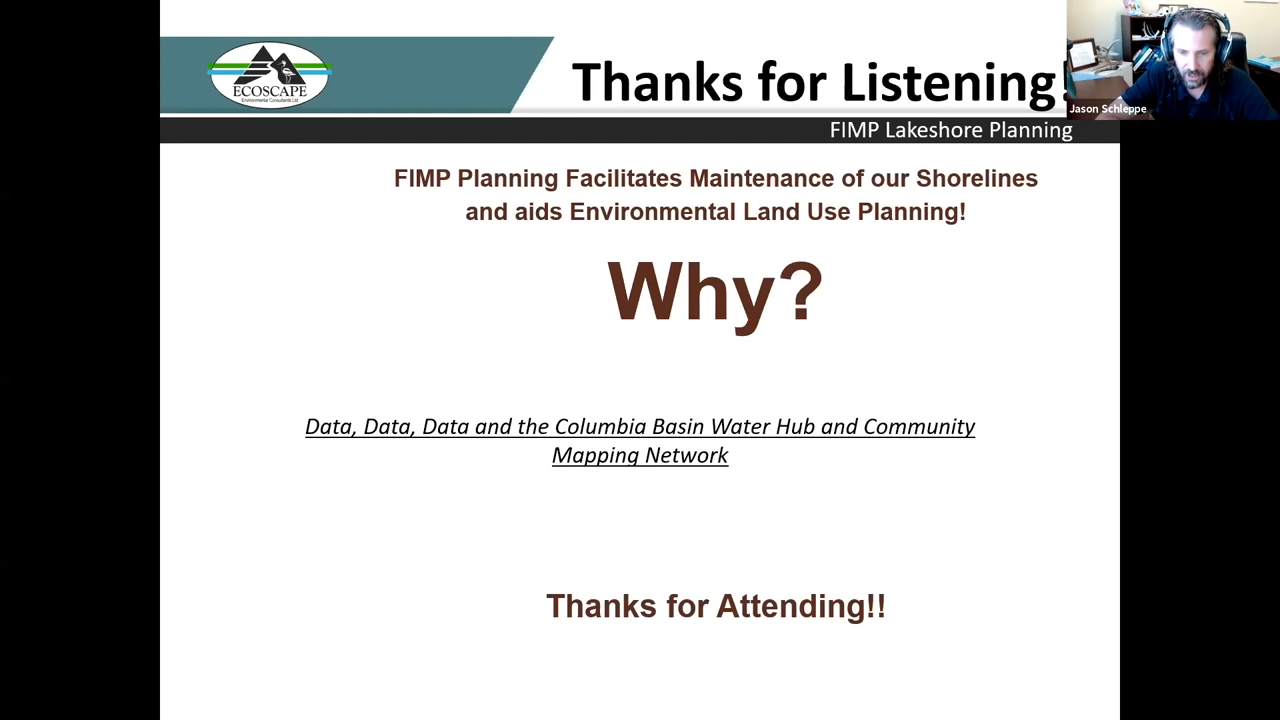 ECOSCAPE
Environmental Consultants Ltd.
Thanks for Listening!
Jason Schleppe
FIMP Lakeshore Planning
FIMP Planning Facilitates Maintenance of our Shorelines
and aids Environmental Land Use Planning!
Why?
Data, Data, Data and the Columbia Basin Water Hub and Community
Mapping Network
Thanks for Attending!!